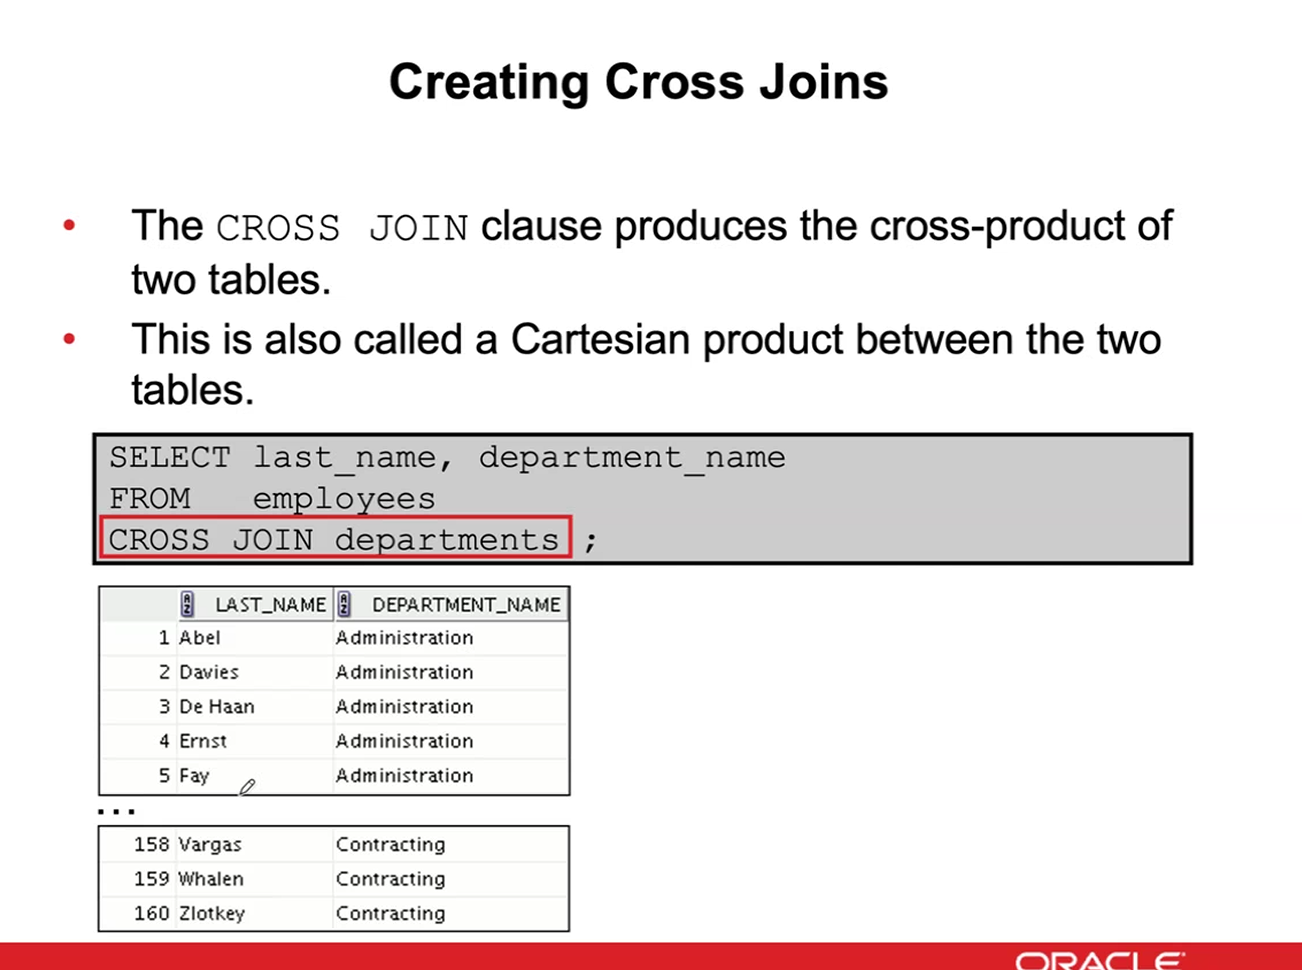 Creating Cross Joins
• The CROSS JOIN clause produces the cross-product of
two tables.
• This is also called a Cartesian product between the two
tables.
SELECT last_name, department_name
FROM employees
CROSS JOIN departments ;
LAST_NAME DEPARTMENT_NAME
1 Abel Administration
2 Davies Administration
3 De Haan Administration
4 Ernst Administration
5 Fay Administration
...
158 Vargas Contracting
159 Whalen Contracting
160 Zlotkey Contracting
ORACLE